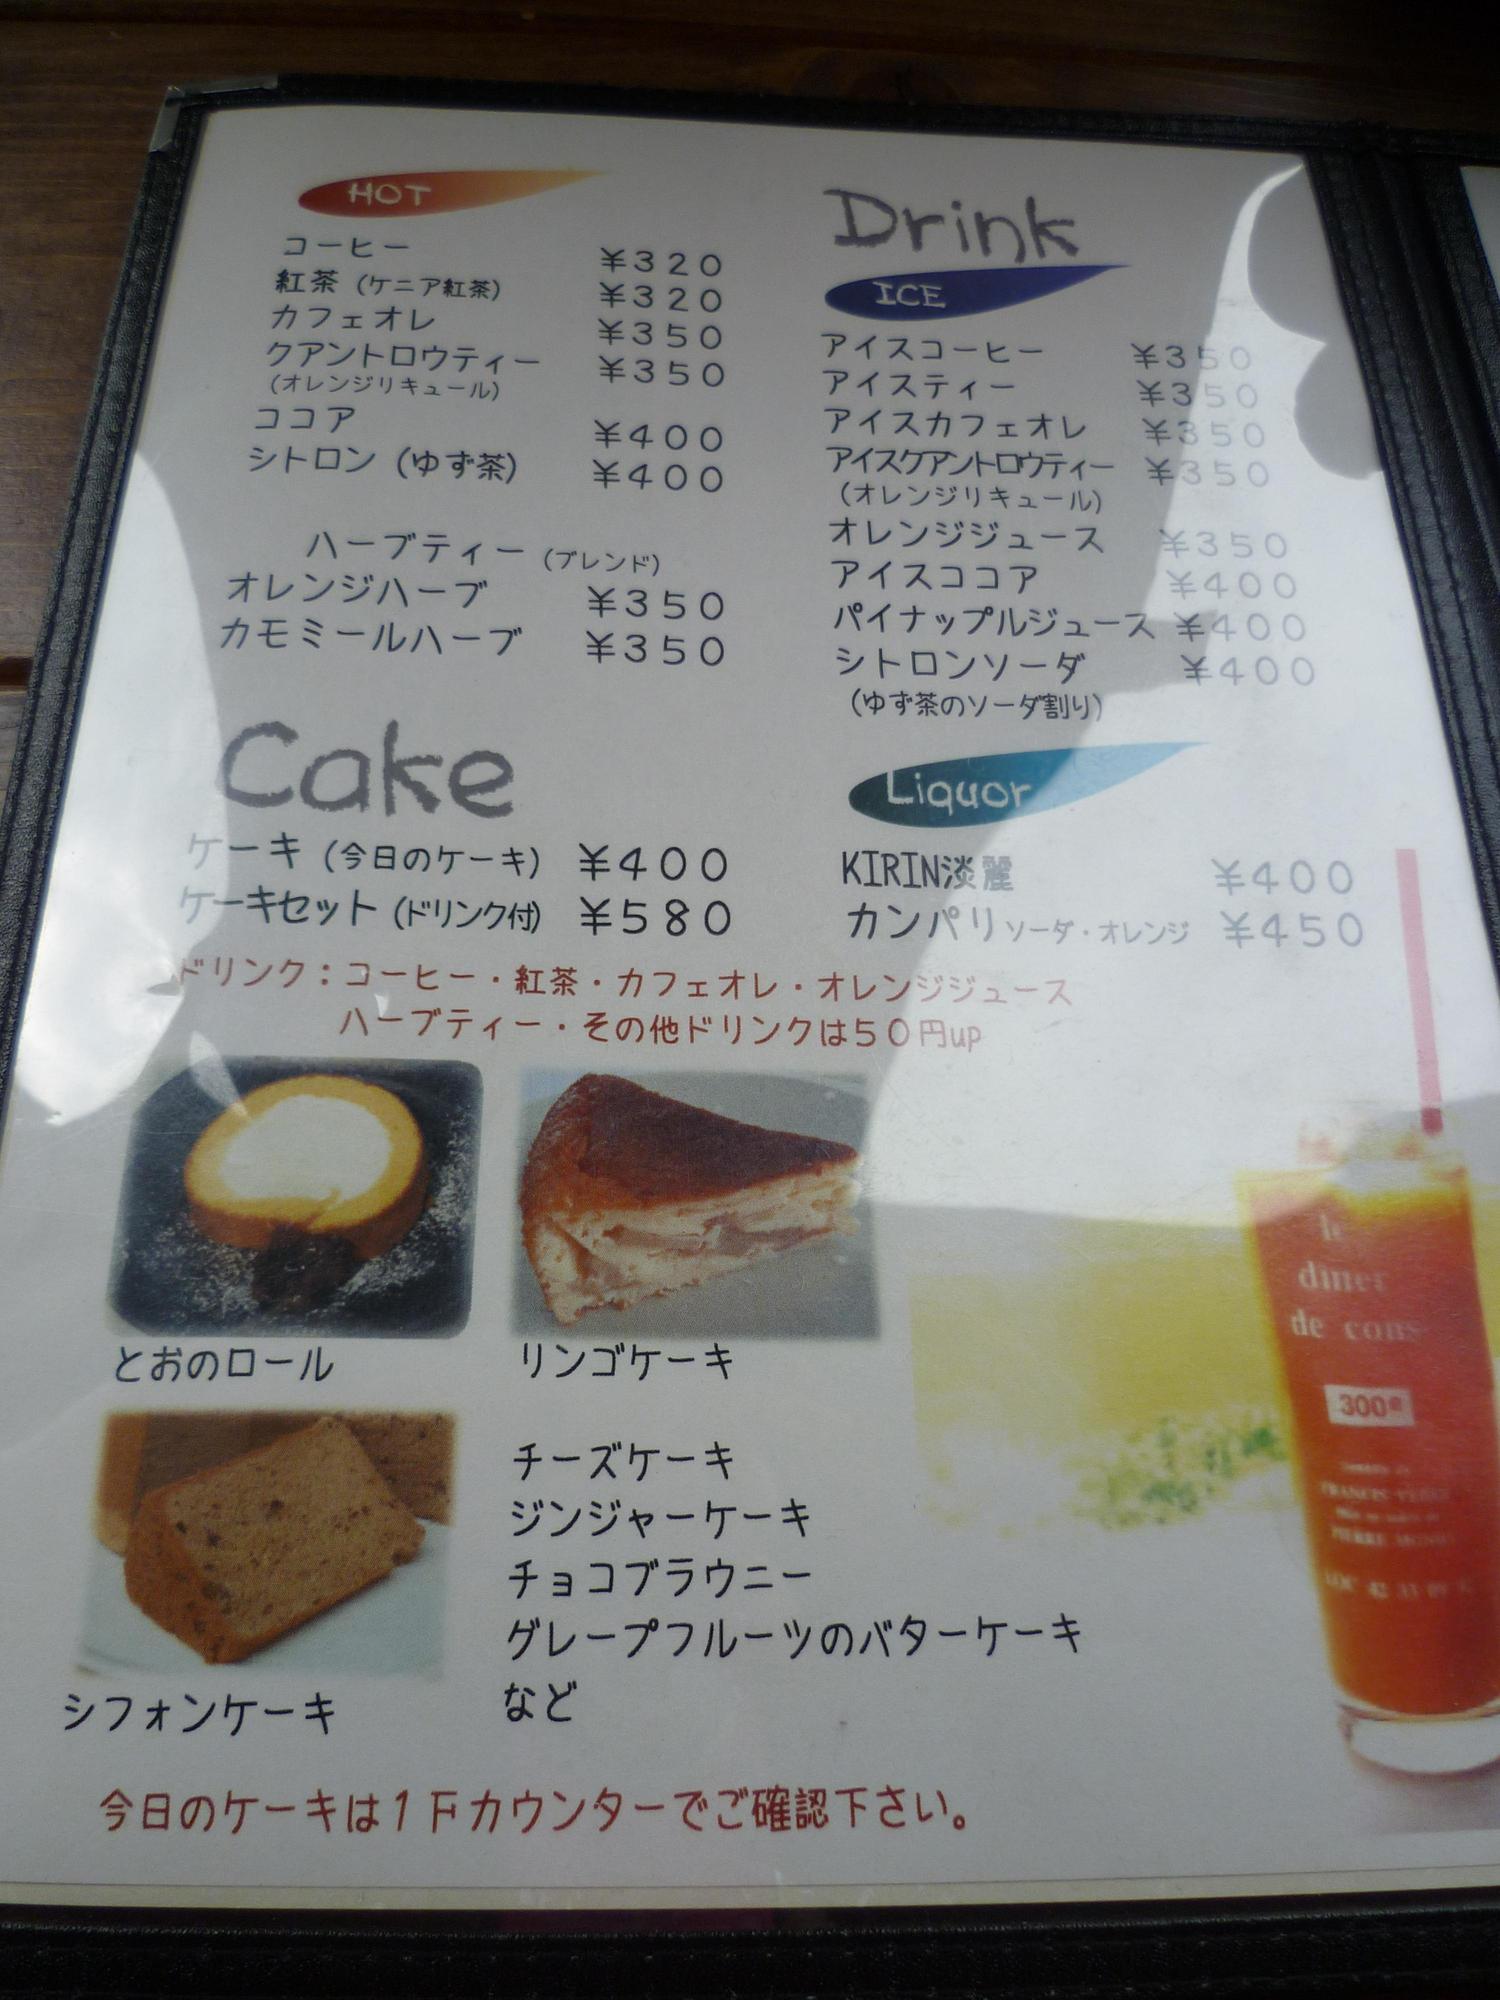 HOT
コーヒー ¥320
紅茶 (ケニア紅茶) ¥320
カフェオレ ¥350
クアントロウティー ¥350
(オレンジリキュール)
ココア ¥400
シトロン (ゆず茶) ¥400
ハーブティー (ブレンド)
オレンジハーブ ¥350
カモミールハーブ ¥350
Drink
ICE
アイスコーヒー ¥350
アイスティー ¥350
アイスカフェオレ ¥350
アイスクアントロウティー ¥350
(オレンジリキュール)
オレンジジュース ¥350
アイスココア ¥400
パイナップルジュース ¥400
シトロンソーダ ¥400
(ゆず茶のソーダ割り)
Liquor
KIRIN淡麗 ¥400
カンパリ ソーダ・オレンジ ¥450
Cake
ケーキ (今日のケーキ) ¥400
ケーキセット (ドリンク付) ¥580
ドリンク：コーヒー・紅茶・カフェオレ・オレンジジュース
ハーブティー・その他ドリンクは50円up
とおのロール
リンゴケーキ
シフォンケーキ
チーズケーキ
ジンジャーケーキ
チョコブラウニー
グレープフルーツのバターケーキ
など
今日のケーキは1Fカウンターでご確認下さい。
le
diner
de cons
300